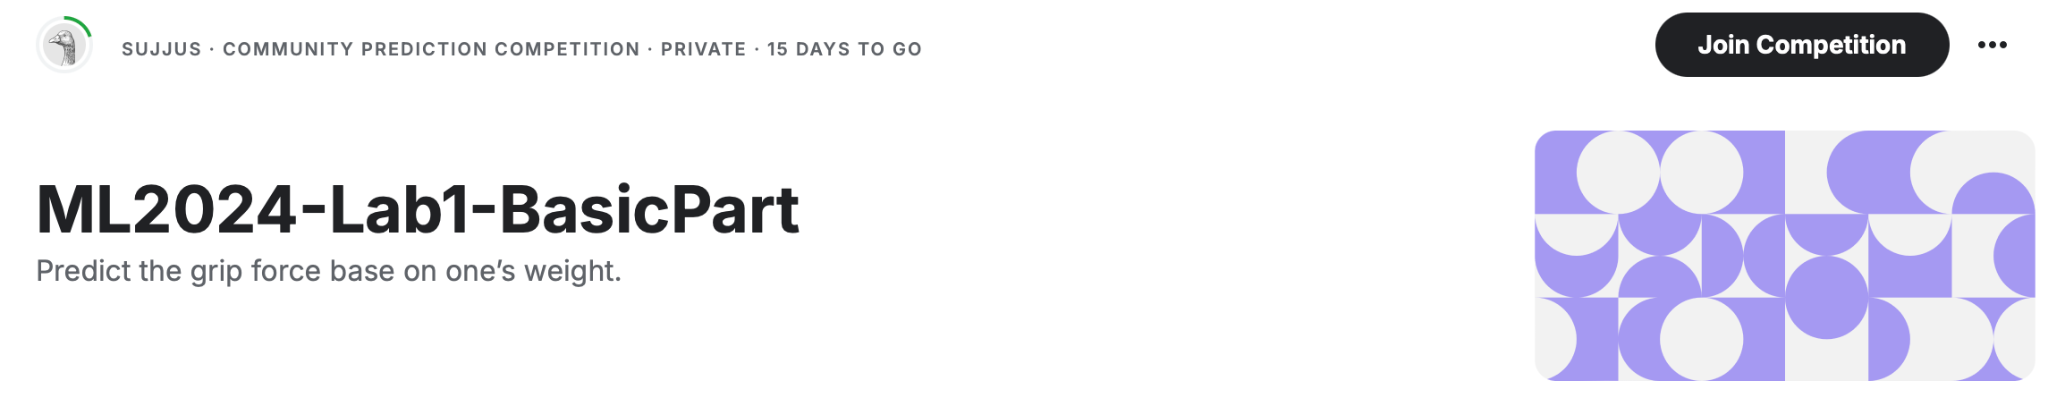 SUJJUS · COMMUNITY PREDICTION COMPETITION · PRIVATE · 15 DAYS TO GO
Join Competition
ML2024-Lab1-BasicPart
Predict the grip force base on one’s weight.